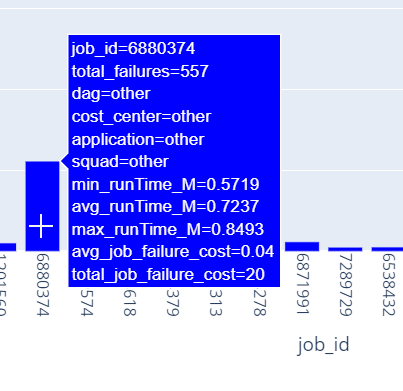 job_id=6880374
total_failures=557
dag=other
cost_center=other
application=other
squad=other
min_runTime_M=0.5719
avg_runTime_M=0.7237
max_runTime_M=0.8493
avg_job_failure_cost=0.04
total_job_failure_cost=20
6880374
574
618
379
313
278
6871991
7289729
6538432
job_id